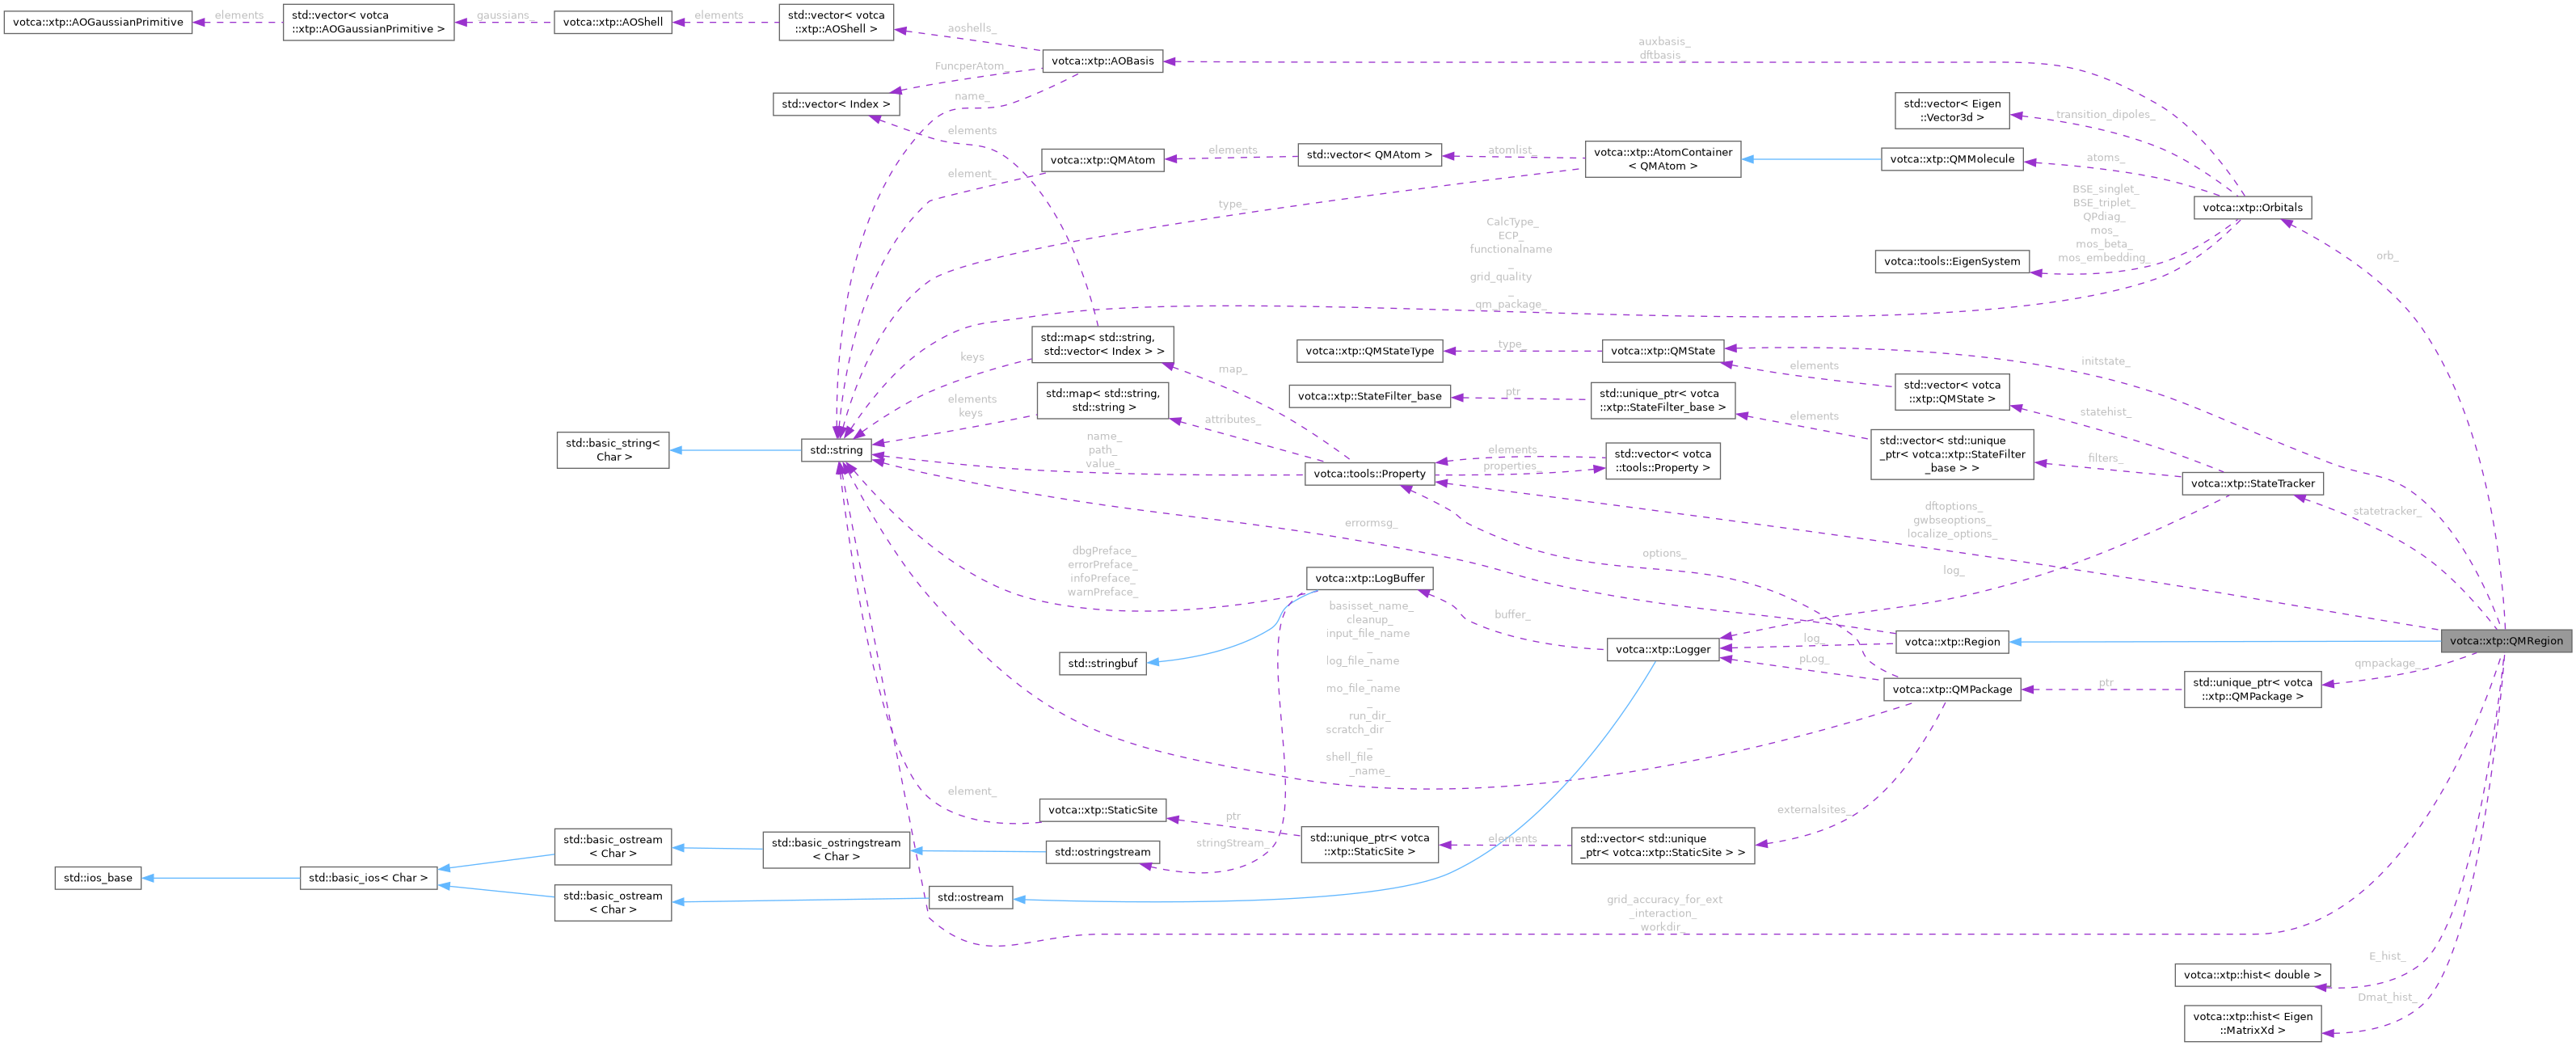 votca::xtp::AOGaussianPrimitive
elements
std::vector< votca
::xtp::AOGaussianPrimitive >
gaussians_
votca::xtp::AOShell
elements
std::vector< votca
::xtp::AOShell >
aoshells_
votca::xtp::AOBasis
auxbasis_
dftbasis_
FuncperAtom_
std::vector< Index >
name_
std::vector< Eigen
::Vector3d >
transition_dipoles_
elements
votca::xtp::QMAtom
elements
std::vector< QMAtom >
atomlist_
votca::xtp::AtomContainer
< QMAtom >
votca::xtp::QMMolecule
atoms_
element_
type_
BSE_singlet_
BSE_triplet_
QPdiag_
mos_
mos_beta_
mos_embedding_
votca::xtp::Orbitals
CalcType_
ECP_
functionalname
_
grid_quality
_
qm_package_
votca::tools::EigenSystem
orb_
std::map< std::string,
std::vector< Index > >
keys
map_
votca::xtp::QMStateType
type_
votca::xtp::QMState
initstate_
elements
std::vector< votca
::xtp::QMState >
std::map< std::string,
std::string >
elements
keys
attributes_
votca::xtp::StateFilter_base
ptr
std::unique_ptr< votca
::xtp::StateFilter_base >
elements
statehist_
std::basic_string<
Char >
std::string
name_
path_
value_
votca::tools::Property
elements
properties_
std::vector< votca
::tools::Property >
std::vector< std::unique
_ptr< votca::xtp::StateFilter
_base > >
filters_
votca::xtp::StateTracker
statetracker_
errormsg_
dftoptions_
gwbseoptions_
localize_options_
options_
dbgPreface_
errorPreface_
infoPreface_
warnPreface_
votca::xtp::LogBuffer
log_
buffer_
basisset_name_
cleanup_
input_file_name
_
log_file_name
_
mo_file_name
_
run_dir_
scratch_dir
_
shell_file
_name_
std::stringbuf
votca::xtp::Logger
log_
pLog_
votca::xtp::Region
votca::xtp::QMRegion
votca::xtp::QMPackage
ptr
std::unique_ptr< votca
::xtp::QMPackage >
qmpackage_
element_
votca::xtp::StaticSite
ptr
stringStream_
std::unique_ptr< votca
::xtp::StaticSite >
elements
std::vector< std::unique
_ptr< votca::xtp::StaticSite > >
externalsites_
std::ios_base
std::basic_ios< Char >
std::basic_ostream
< Char >
std::basic_ostringstream
< Char >
std::ostringstream
std::basic_ostream
< Char >
std::ostream
grid_accuracy_for_ext
_interaction_
workdir_
E_hist_
votca::xtp::hist< double >
Dmat_hist_
votca::xtp::hist< Eigen
::MatrixXd >